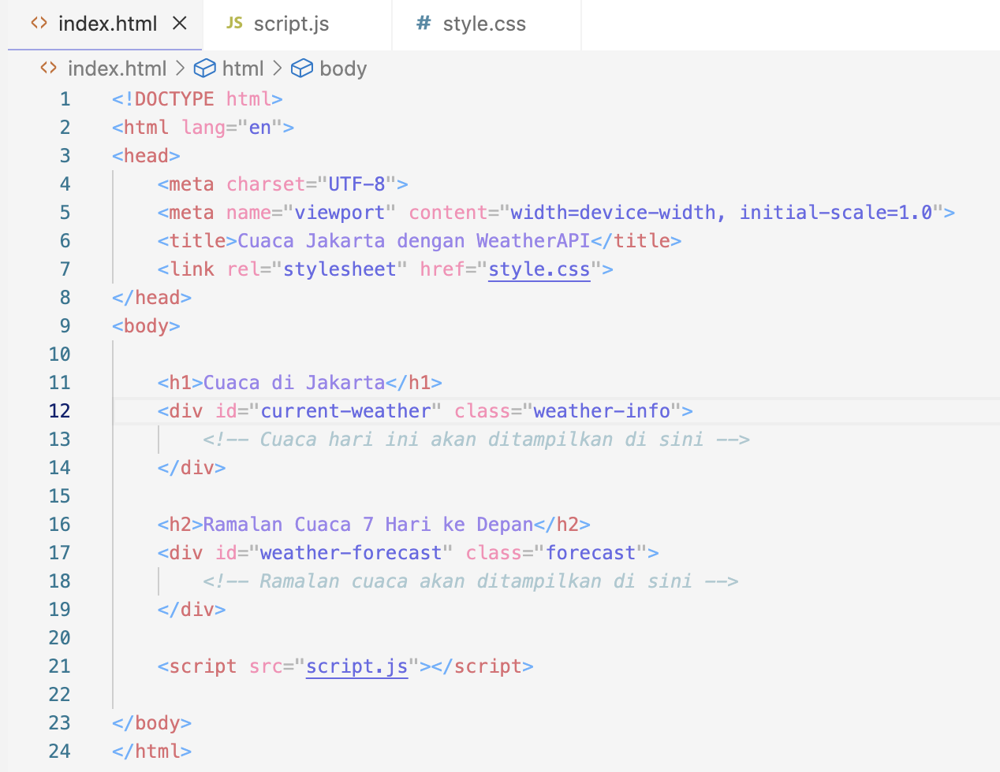 <> index.html × JS script.js # style.css
<> index.html > html > body
1 <!DOCTYPE html>
2 <html lang="en">
3 <head>
4     <meta charset="UTF-8">
5     <meta name="viewport" content="width=device-width, initial-scale=1.0">
6     <title>Cuaca Jakarta dengan WeatherAPI</title>
7     <link rel="stylesheet" href="style.css">
8 </head>
9 <body>
10
11     <h1>Cuaca di Jakarta</h1>
12     <div id="current-weather" class="weather-info">
13         <!-- Cuaca hari ini akan ditampilkan di sini -->
14     </div>
15
16     <h2>Ramalan Cuaca 7 Hari ke Depan</h2>
17     <div id="weather-forecast" class="forecast">
18         <!-- Ramalan cuaca akan ditampilkan di sini -->
19     </div>
20
21     <script src="script.js"></script>
22
23 </body>
24 </html>